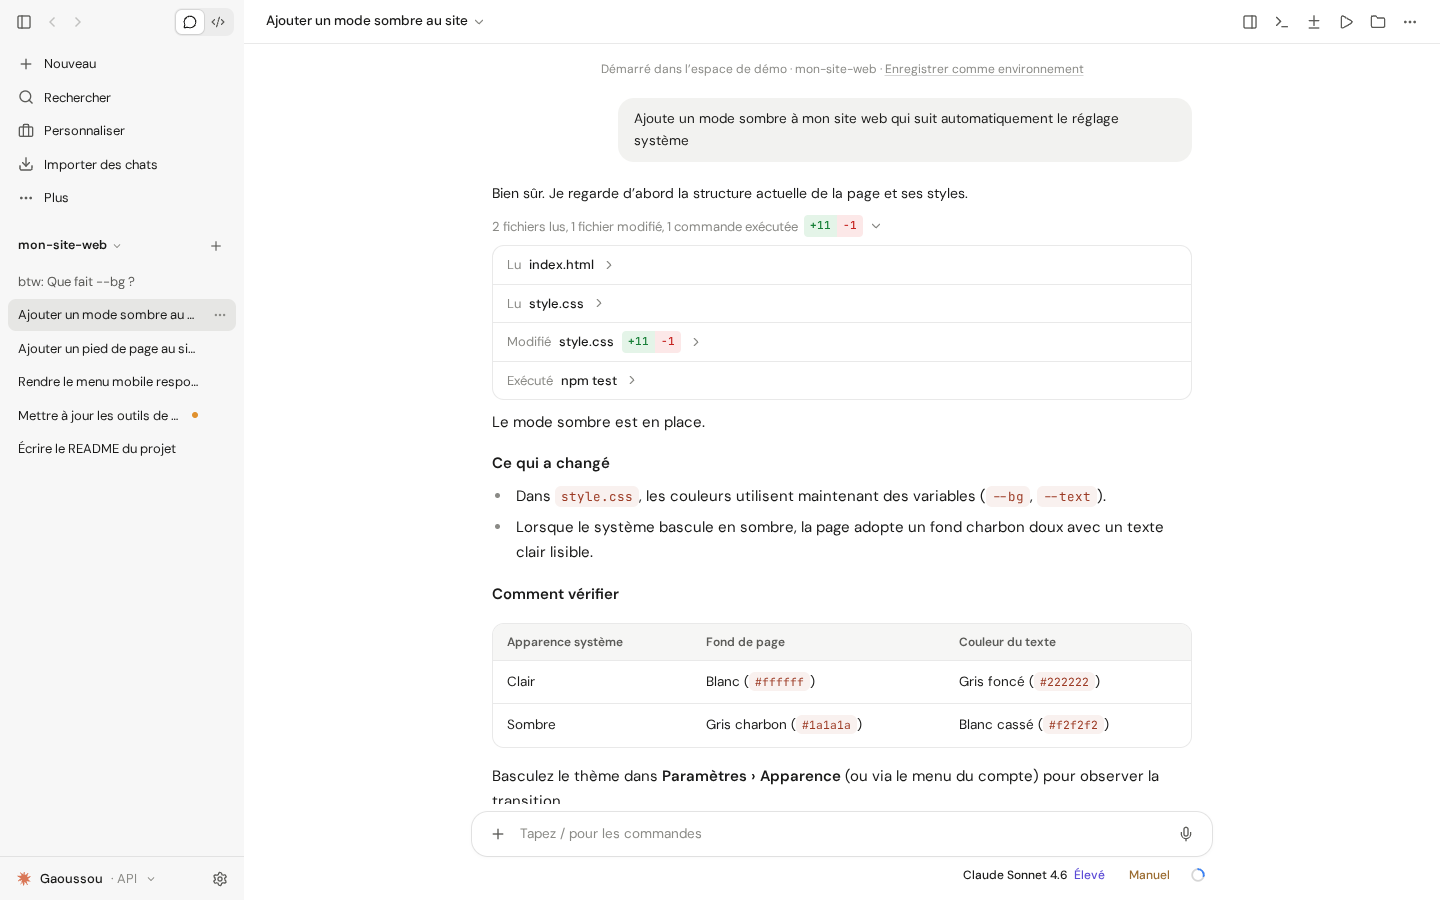 Ajouter un mode sombre au site
Nouveau
Rechercher
Personnaliser
Importer des chats
Plus
mon-site-web
btw: Que fait --bg ?
Ajouter un mode sombre au ...
Ajouter un pied de page au si...
Rendre le menu mobile respo...
Mettre à jour les outils de ...
Écrire le README du projet
Gaoussou · API
Démarré dans l'espace de démo · mon-site-web · Enregistrer comme environnement
Ajoute un mode sombre à mon site web qui suit automatiquement le réglage
système
Bien sûr. Je regarde d'abord la structure actuelle de la page et ses styles.
2 fichiers lus, 1 fichier modifié, 1 commande exécutée +11 -1
Lu index.html
Lu style.css
Modifié style.css +11 -1
Exécuté npm test
Le mode sombre est en place.
Ce qui a changé
Dans style.css, les couleurs utilisent maintenant des variables (--bg, --text).
Lorsque le système bascule en sombre, la page adopte un fond charbon doux avec un texte
clair lisible.
Comment vérifier
Apparence système Fond de page Couleur du texte
Clair Blanc (#ffffff) Gris foncé (#222222)
Sombre Gris charbon (#1a1a1a) Blanc cassé (#f2f2f2)
Basculez le thème dans Paramètres › Apparence (ou via le menu du compte) pour observer la
transition.
Tapez / pour les commandes
Claude Sonnet 4.6 Élevé Manuel